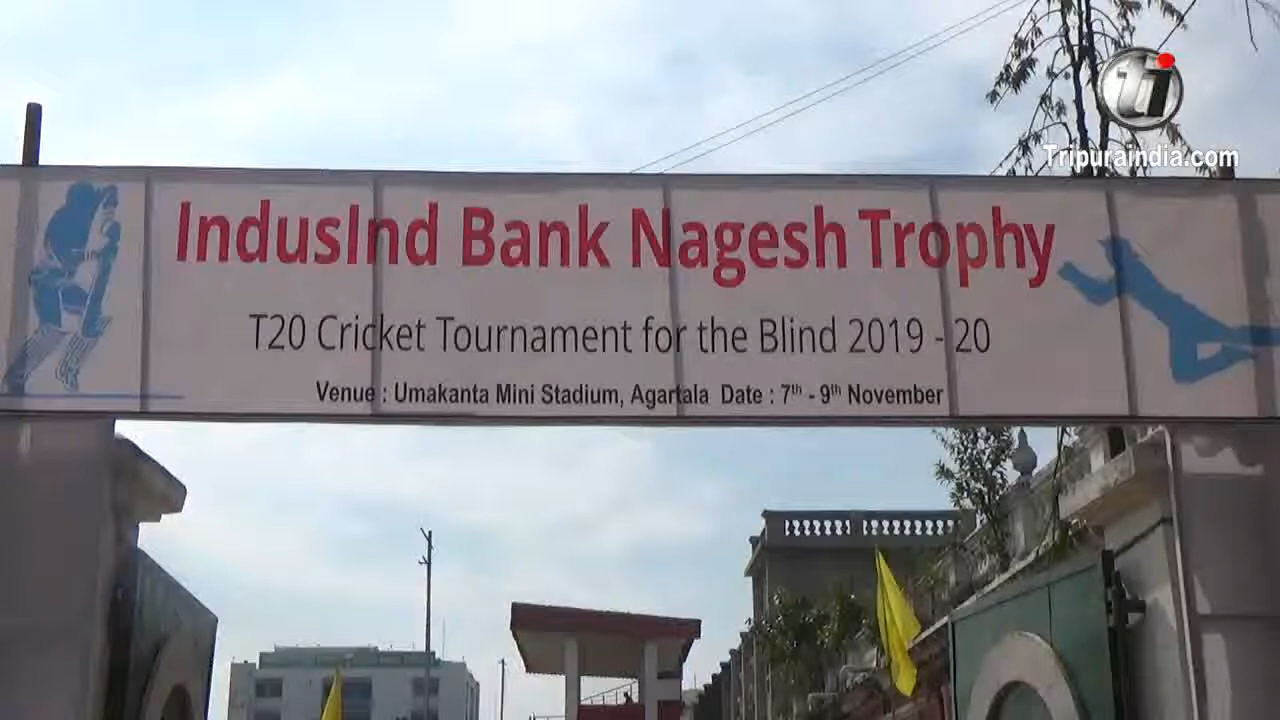 ti
Tripuraindia.com
IndusInd Bank Nagesh Trophy
T20 Cricket Tournament for the Blind 2019 - 20
Venue : Umakanta Mini Stadium, Agartala Date : 7th - 9th November